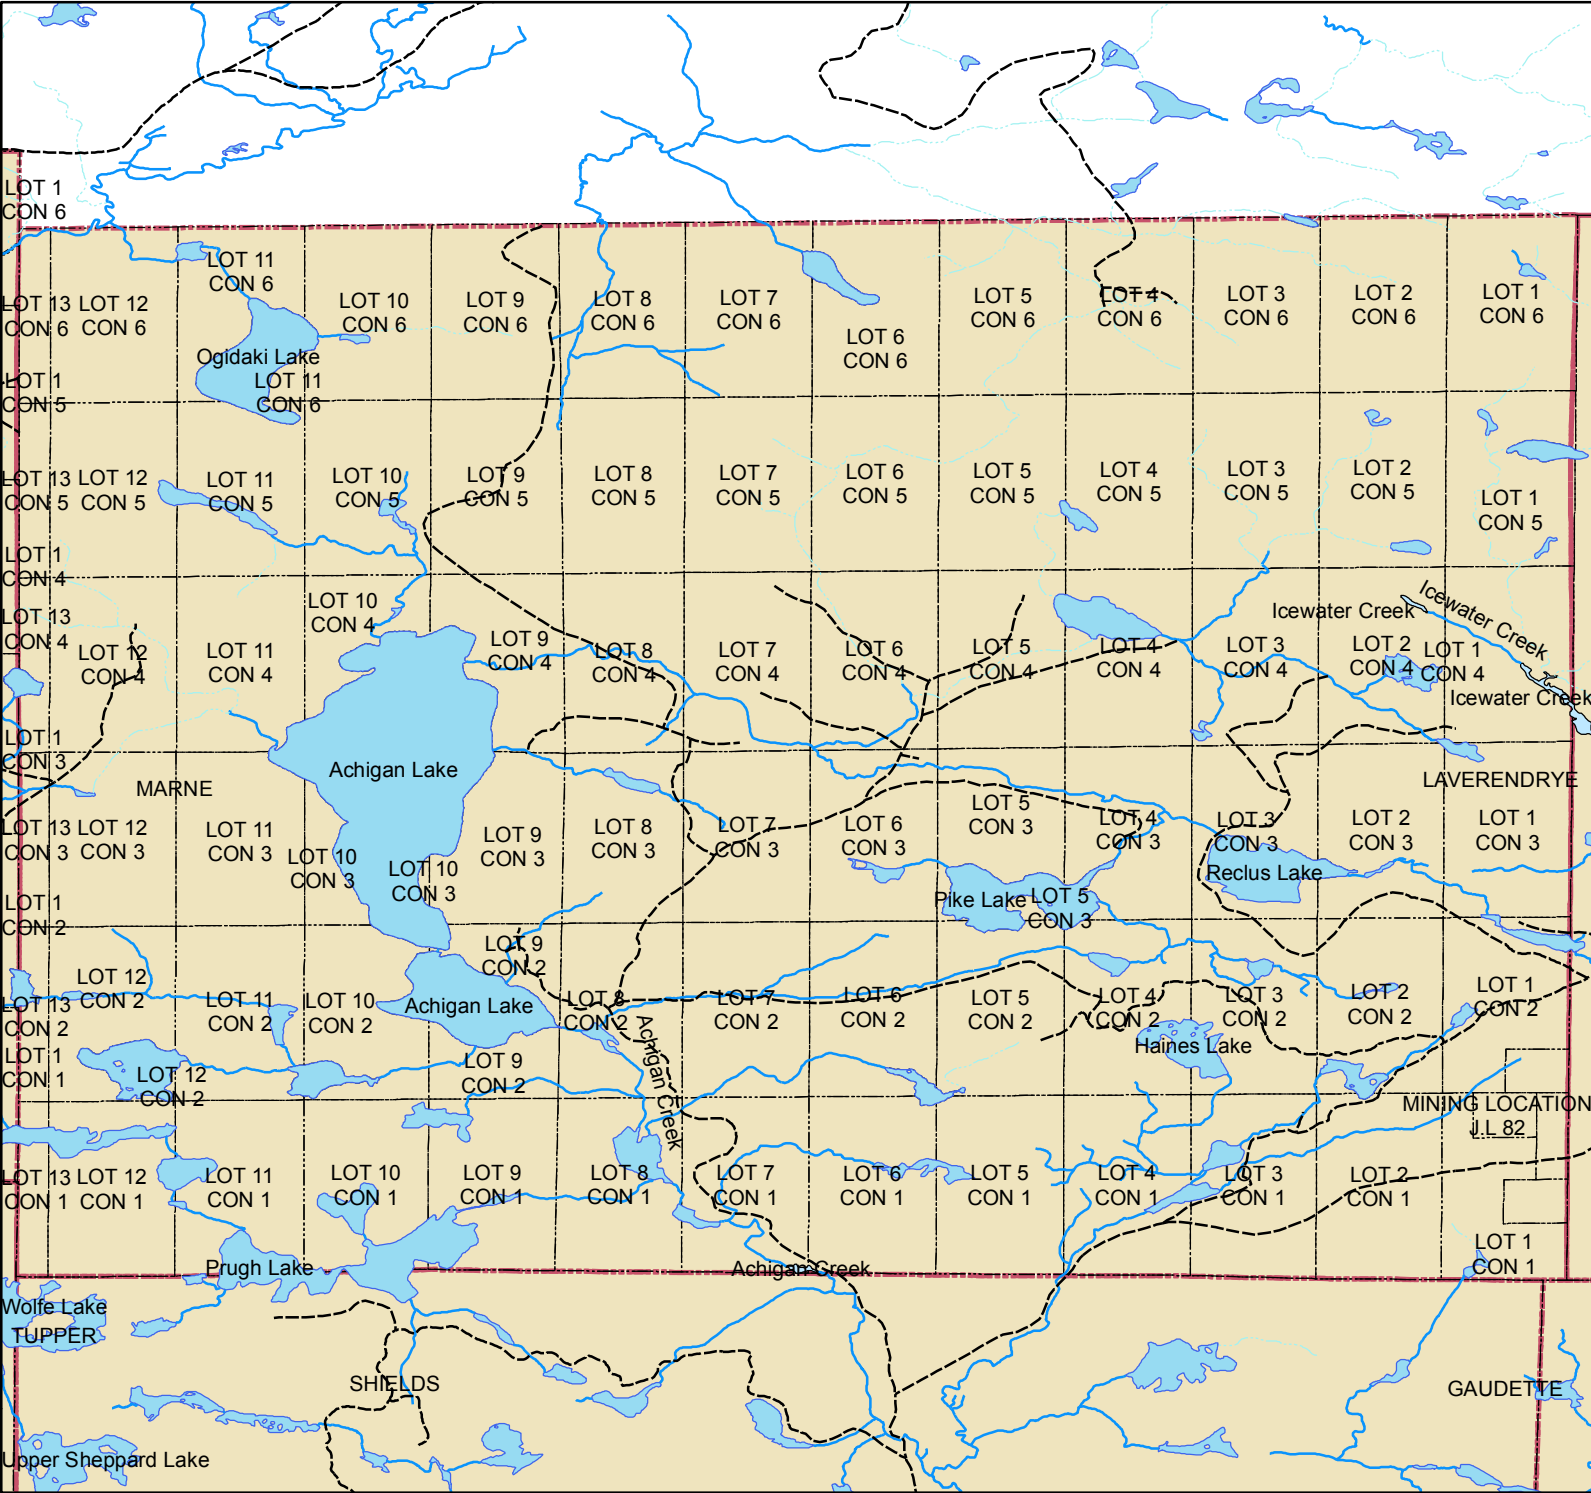 LOT 1
CON 6
LOT 11
CON 6
LOT 13
CON 6
LOT 12
CON 6
LOT 10
CON 6
LOT 9
CON 6
LOT 8
CON 6
LOT 7
CON 6
LOT 6
CON 6
LOT 5
CON 6
LOT 4
CON 6
LOT 3
CON 6
LOT 2
CON 6
LOT 1
CON 6
Ogidaki Lake
LOT 11
CON 6
LOT 1
CON 5
LOT 13
CON 5
LOT 12
CON 5
LOT 11
CON 5
LOT 10
CON 5
LOT 9
CON 5
LOT 8
CON 5
LOT 7
CON 5
LOT 6
CON 5
LOT 5
CON 5
LOT 4
CON 5
LOT 3
CON 5
LOT 2
CON 5
LOT 1
CON 5
LOT 1
CON 4
LOT 13
CON 4
LOT 12
CON 4
LOT 11
CON 4
LOT 10
CON 4
LOT 9
CON 4
LOT 8
CON 4
LOT 7
CON 4
LOT 6
CON 4
LOT 5
CON 4
LOT 4
CON 4
LOT 3
CON 4
Icewater Creek
LOT 2
CON 4
LOT 1
CON 4
Icewater Creek
Icewater Creek
LOT 1
CON 3
MARNE
Achigan Lake
LAVERENDRYE
LOT 13
CON 3
LOT 12
CON 3
LOT 11
CON 3
LOT 10
CON 3
LOT 10
CON 3
LOT 9
CON 3
LOT 8
CON 3
LOT 7
CON 3
LOT 6
CON 3
LOT 5
CON 3
LOT 4
CON 3
LOT 3
CON 3
LOT 2
CON 3
LOT 1
CON 3
Reclus Lake
Pike Lake
LOT 5
CON 3
LOT 1
CON 2
LOT 9
CON 2
LOT 13
CON 2
LOT 12
CON 2
LOT 11
CON 2
LOT 10
CON 2
Achigan Lake
LOT 8
CON 2
LOT 7
CON 2
LOT 6
CON 2
LOT 5
CON 2
LOT 4
CON 2
LOT 3
CON 2
LOT 2
CON 2
LOT 1
CON 2
Haines Lake
Achigan Creek
LOT 1
CON 1
LOT 12
CON 2
LOT 9
CON 2
MINING LOCATION
J.L 82
LOT 13
CON 1
LOT 12
CON 1
LOT 11
CON 1
LOT 10
CON 1
LOT 9
CON 1
LOT 8
CON 1
LOT 7
CON 1
LOT 6
CON 1
LOT 5
CON 1
LOT 4
CON 1
LOT 3
CON 1
LOT 2
CON 1
LOT 1
CON 1
Prugh Lake
Achigan Creek
Wolfe Lake
TUPPER
SHIELDS
GAUDETTE
Upper Sheppard Lake